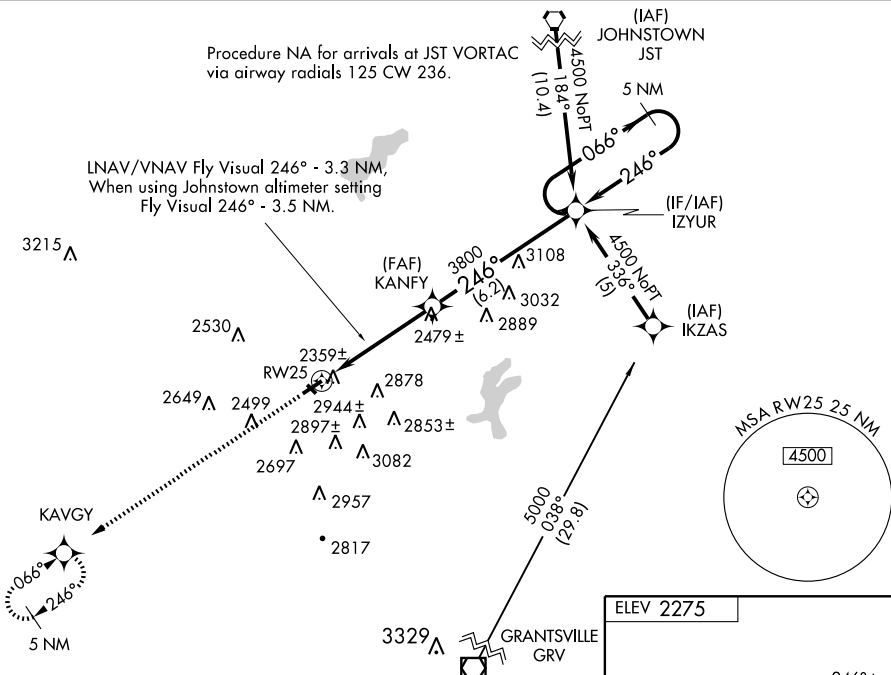 Procedure NA for arrivals at JST VORTAC
via airway radials 125 CW 236.
(IAF)
JOHNSTOWN
JST
4500 NoPT
184°
(10.4)
5 NM
066°
246°
LNAV/VNAV Fly Visual 246° - 3.3 NM,
When using Johnstown altimeter setting
Fly Visual 246° - 3.5 NM.
(IF/IAF)
IZYUR
3215
(FAF)
KANFY
3800
246°
(6.2)
3108
3032
2889
2479±
4500 NoPT
336°
(5)
(IAF)
IKZAS
2530
2359±
RW25
2878
2649
2499
2944±
2853±
2897±
2697
3082
2957
2817
MSA RW25 25 NM
4500
KAVGY
066°
246°
5 NM
5000
038°
(29.8)
3329
GRANTSVILLE
GRV
ELEV 2275